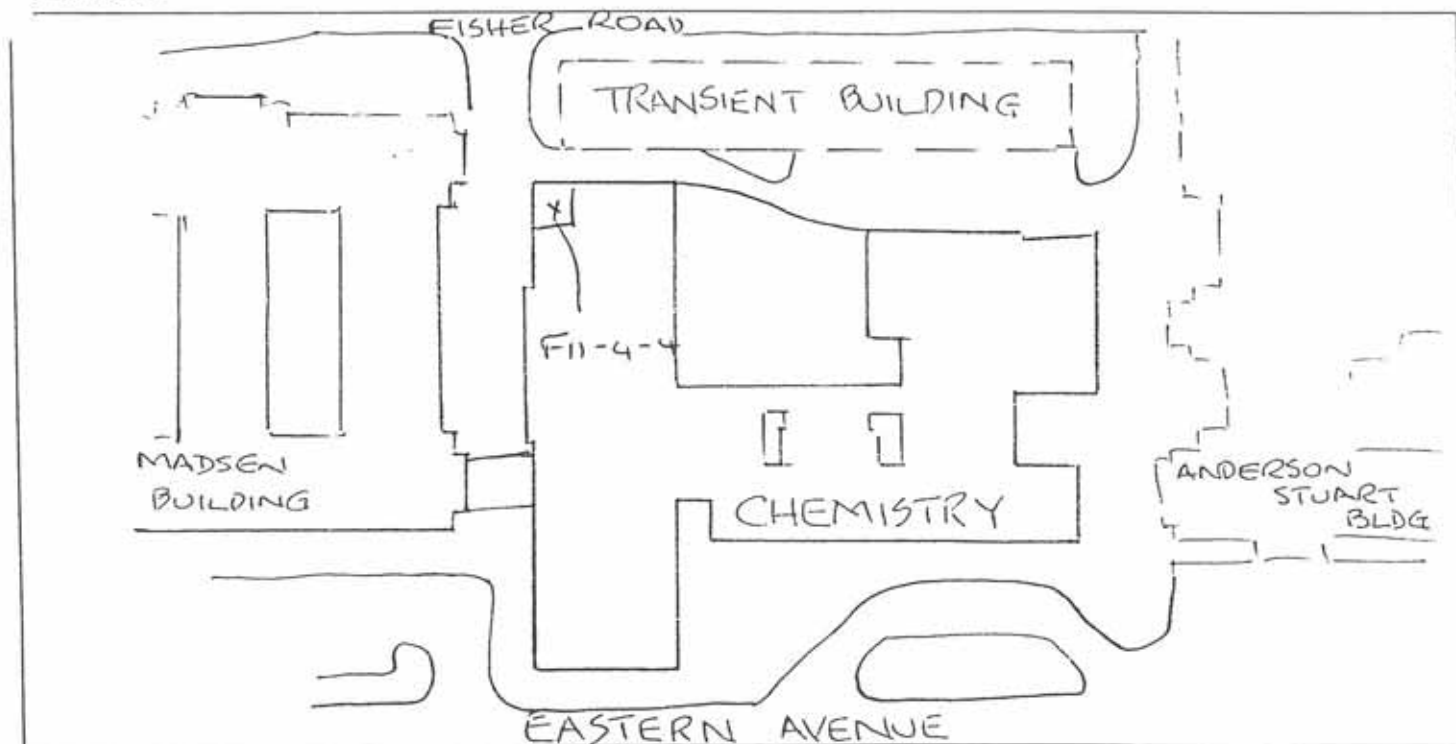 FISHER ROAD
TRANSIENT BUILDING
X
F11-4-4
MADSEN
BUILDING
CHEMISTRY
ANDERSON
STUART
BLDG
EASTERN AVENUE